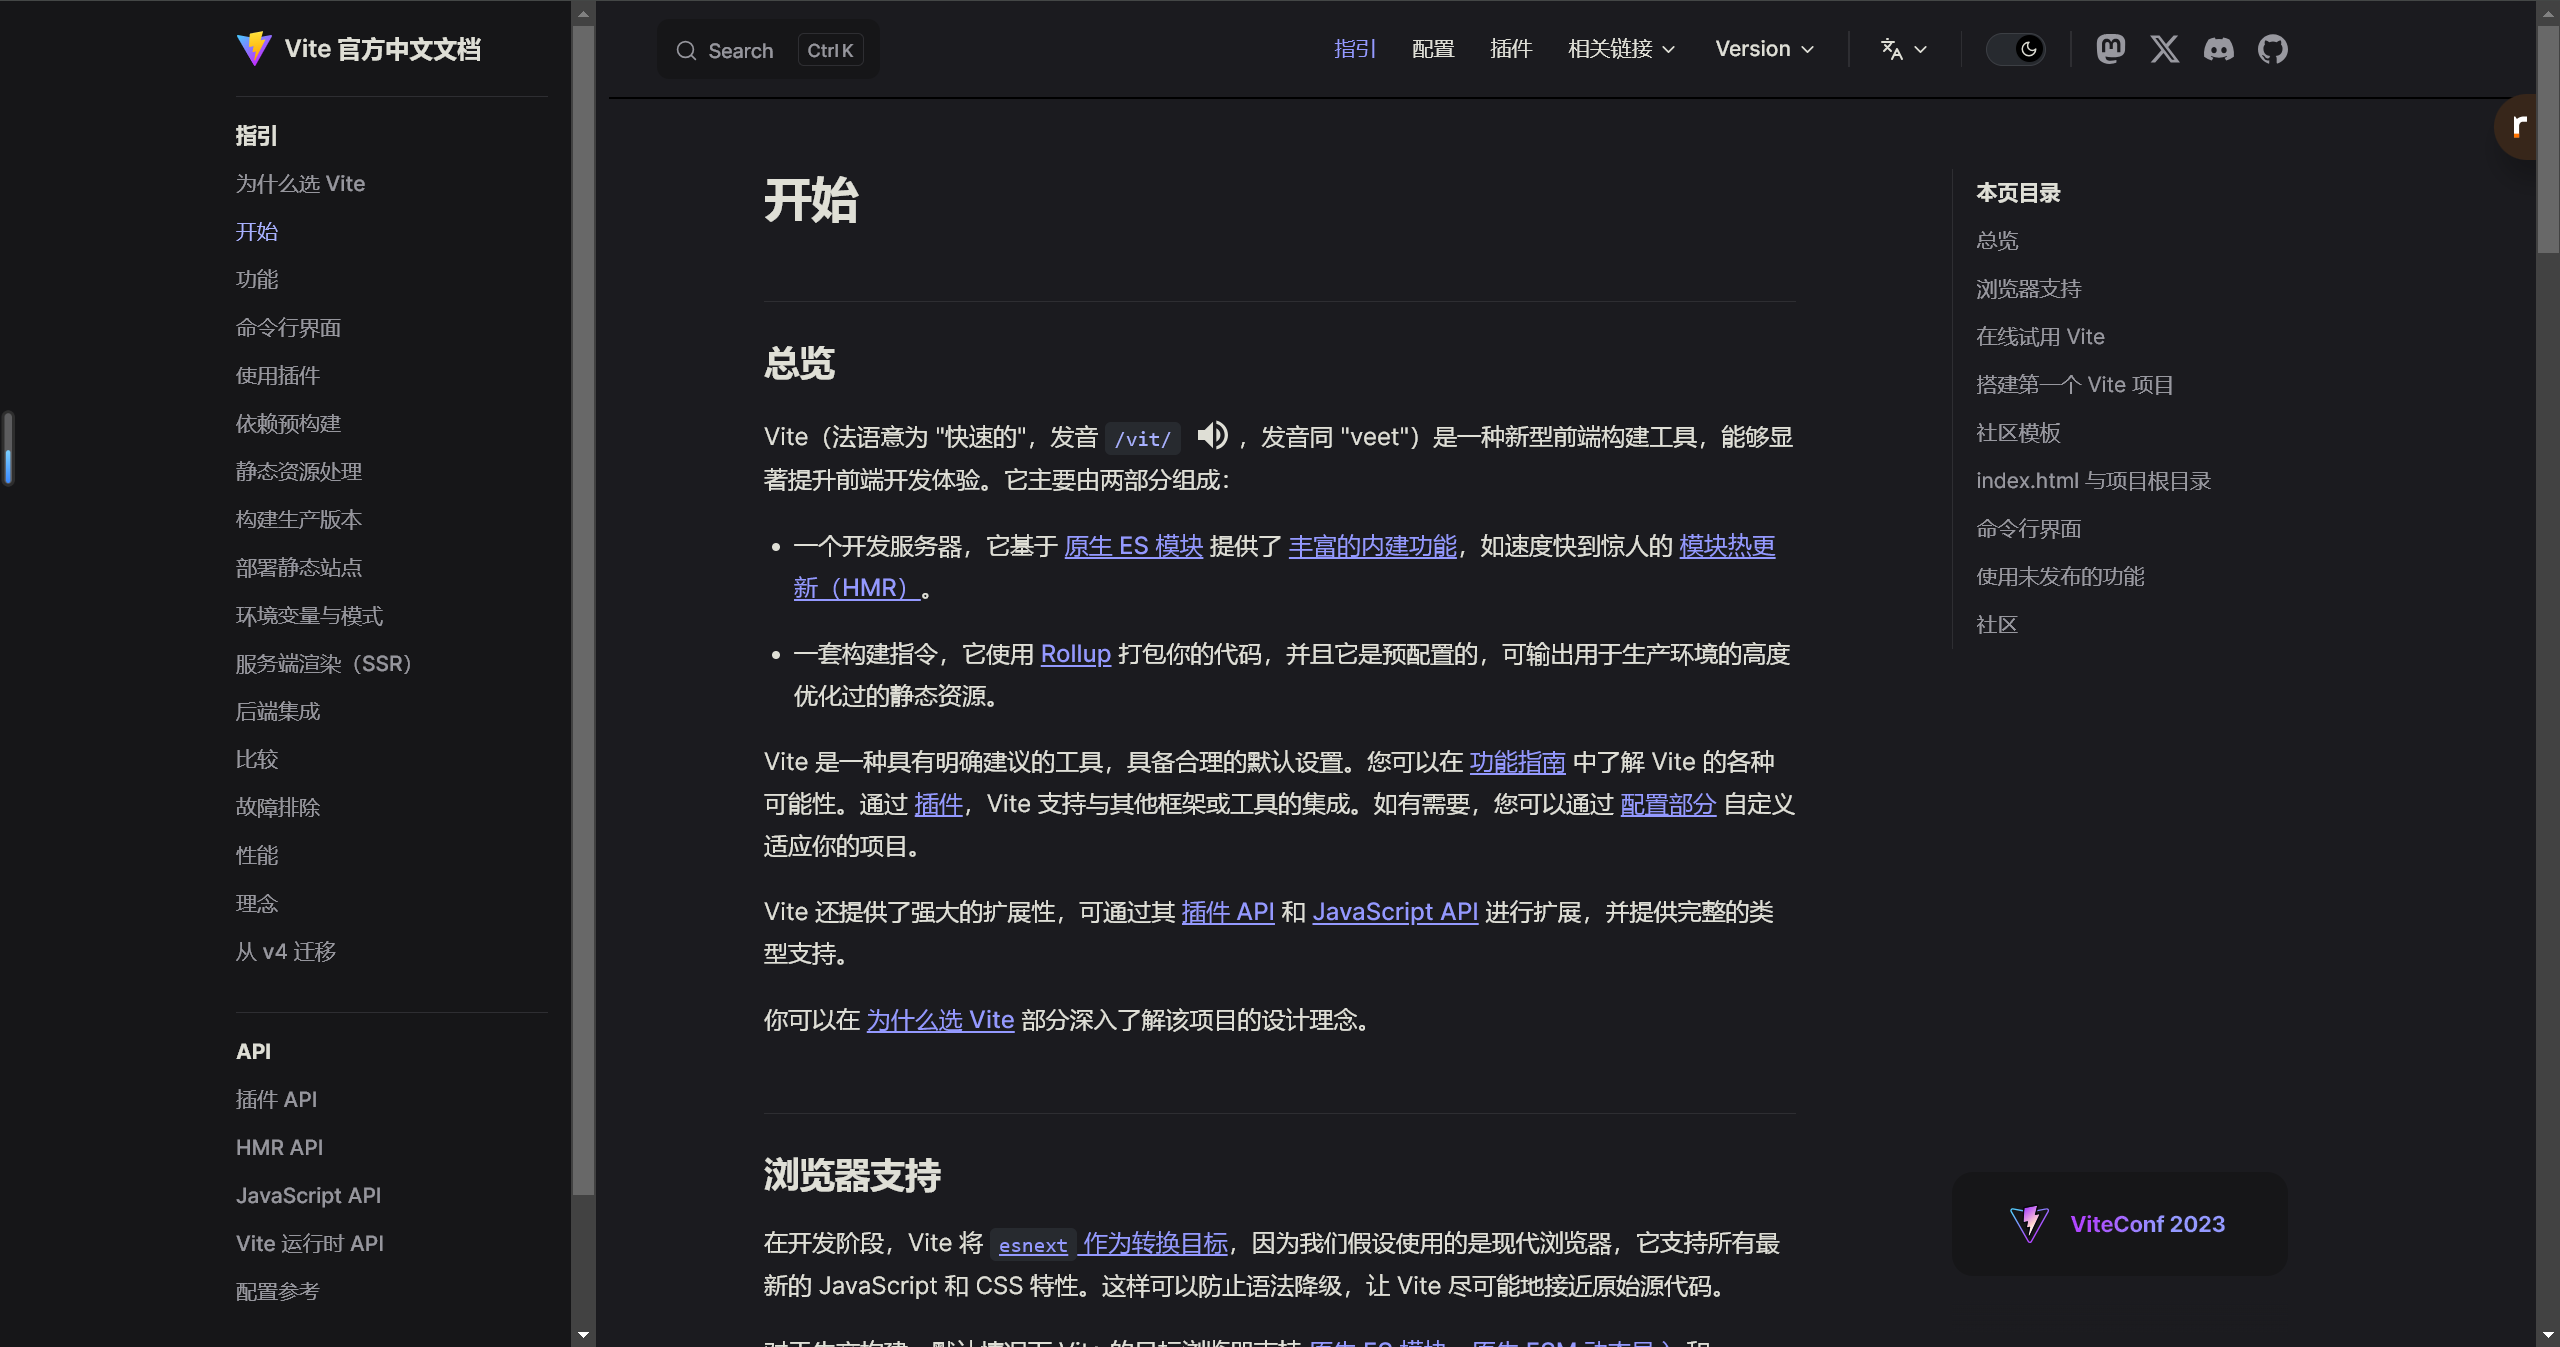 Vite 官方中文文档
Search Ctrl K
指引 配置 插件 相关链接 Version
指引
为什么选 Vite
开始
功能
命令行界面
使用插件
依赖预构建
静态资源处理
构建生产版本
部署静态站点
环境变量与模式
服务端渲染（SSR）
后端集成
比较
故障排除
性能
理念
从 v4 迁移
API
插件 API
HMR API
JavaScript API
Vite 运行时 API
配置参考
开始
总览
Vite（法语意为 "快速的"，发音 /vit/ ，发音同 "veet"）是一种新型前端构建工具，能够显
著提升前端开发体验。它主要由两部分组成：
• 一个开发服务器，它基于 原生 ES 模块 提供了 丰富的内建功能，如速度快到惊人的 模块热更
新（HMR）。
• 一套构建指令，它使用 Rollup 打包你的代码，并且它是预配置的，可输出用于生产环境的高度
优化过的静态资源。
Vite 是一种具有明确建议的工具，具备合理的默认设置。您可以在 功能指南 中了解 Vite 的各种
可能性。通过 插件，Vite 支持与其他框架或工具的集成。如有需要，您可以通过 配置部分 自定义
适应你的项目。
Vite 还提供了强大的扩展性，可通过其 插件 API 和 JavaScript API 进行扩展，并提供完整的类
型支持。
你可以在 为什么选 Vite 部分深入了解该项目的设计理念。
浏览器支持
在开发阶段，Vite 将 esnext 作为转换目标，因为我们假设使用的是现代浏览器，它支持所有最
新的 JavaScript 和 CSS 特性。这样可以防止语法降级，让 Vite 尽可能地接近原始源代码。
本页目录
总览
浏览器支持
在线试用 Vite
搭建第一个 Vite 项目
社区模板
index.html 与项目根目录
命令行界面
使用未发布的功能
社区
ViteConf 2023
r